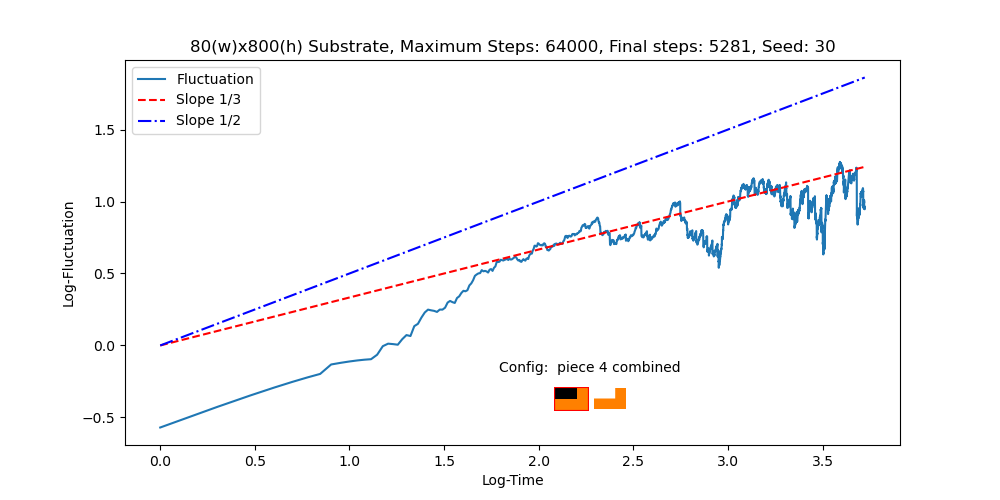 80(w)x800(h) Substrate, Maximum Steps: 64000, Final steps: 5281, Seed: 30
Fluctuation
Slope 1/3
Slope 1/2
Log-Fluctuation
1.5
1.0
0.5
0.0
−0.5
Config:  piece 4 combined
0.0 0.5 1.0 1.5 2.0 2.5 3.0 3.5
Log-Time